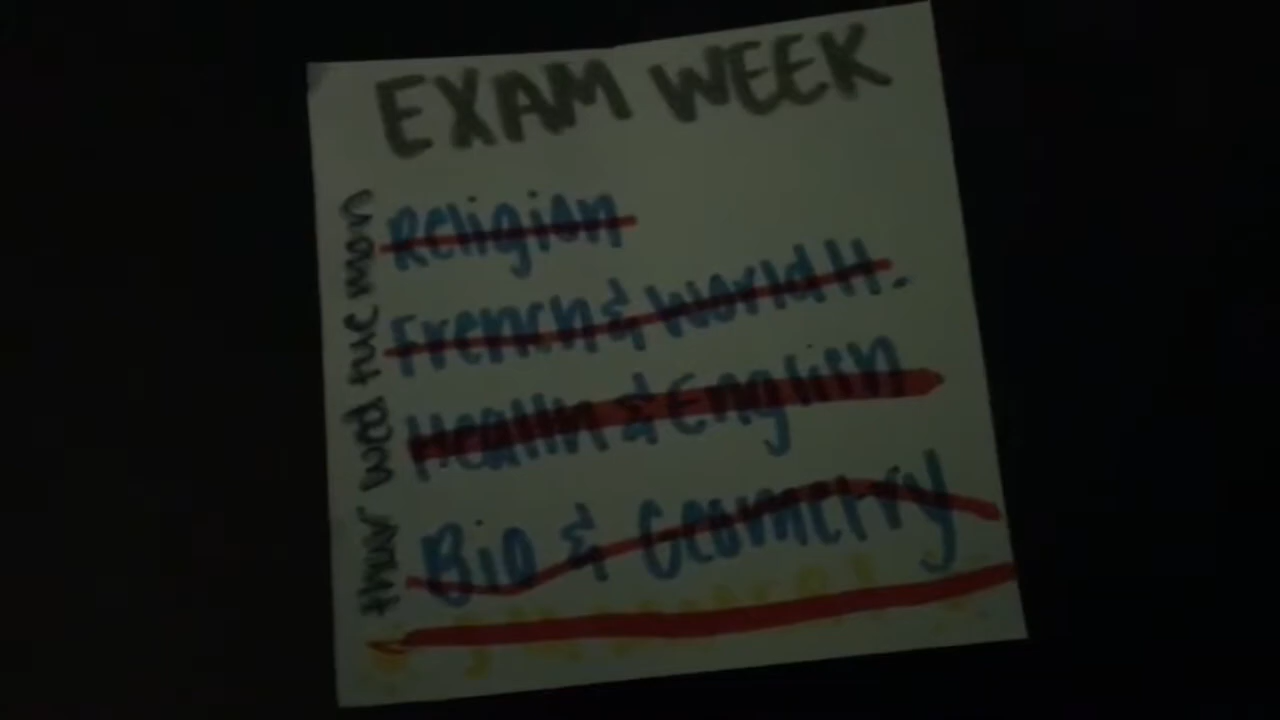 EXAM WEEK
mon Religion
tue French & World H.
wed Health & English
thur Bio & Geometry